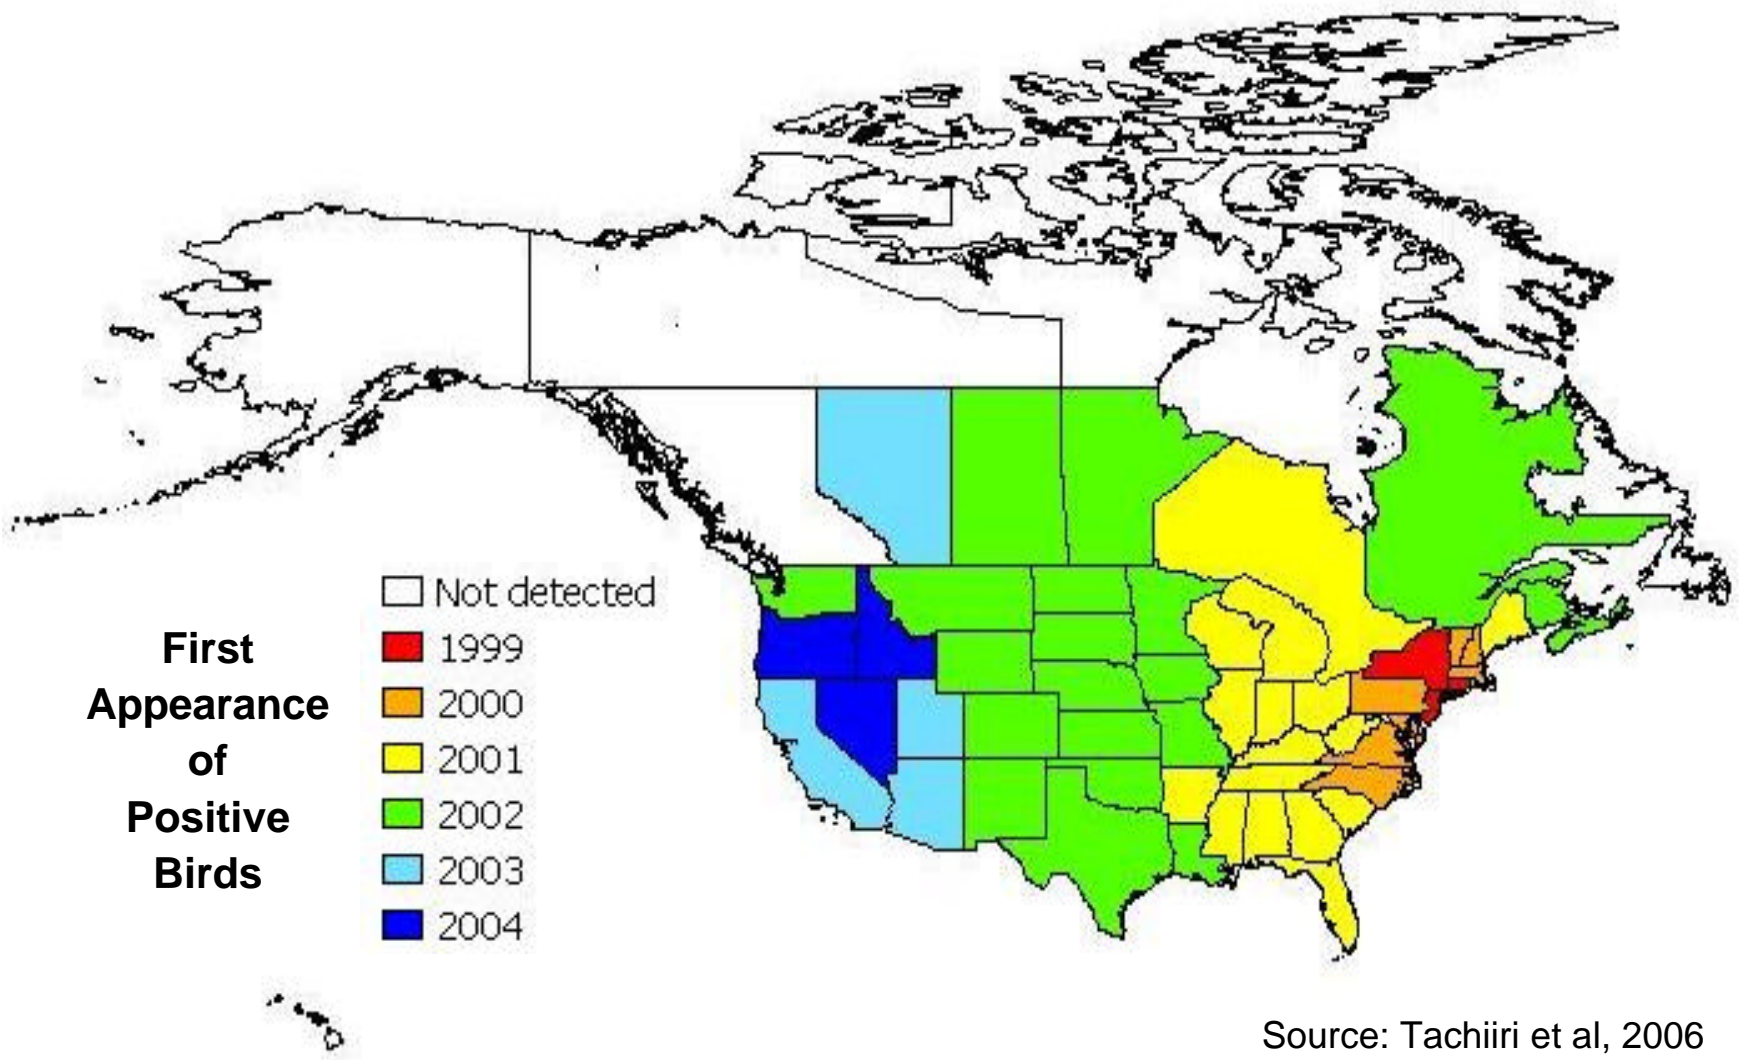 First
Appearance
of
Positive
Birds
Not detected
1999
2000
2001
2002
2003
2004
Source: Tachiiri et al, 2006